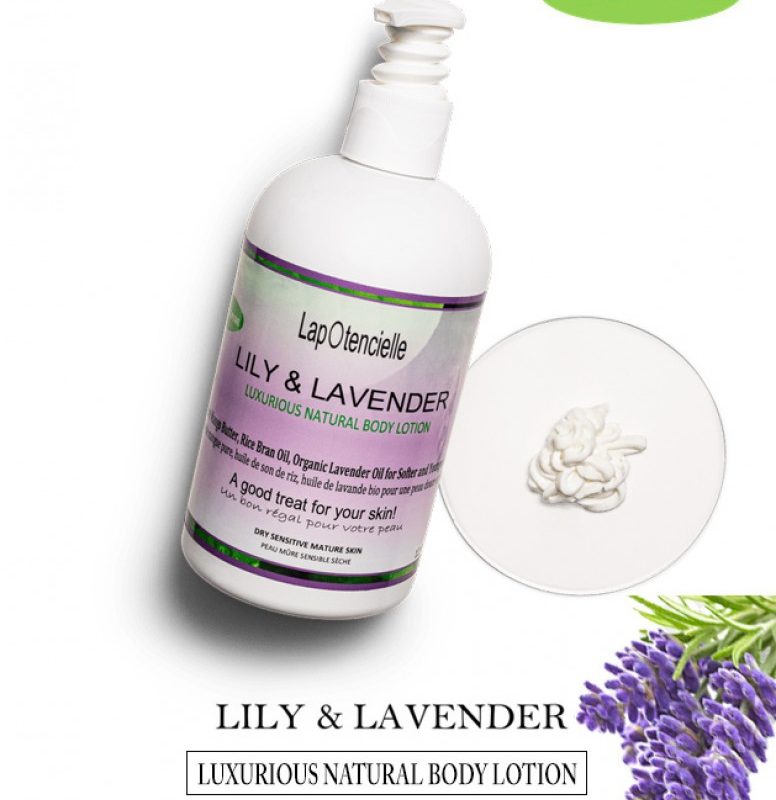 LapOtencielle
LILY & LAVENDER
LUXURIOUS NATURAL BODY LOTION
Butter, Rice Bran Oil, Organic Lavender Oil for Softer and
pure, huile de son de riz, huile de lavande bio pour une peau
A good treat for your skin!
un bon régal pour votre peau
DRY SENSITIVE MATURE SKIN
PEAU MÛRE SENSIBLE SÈCHE
LILY & LAVENDER
LUXURIOUS NATURAL BODY LOTION